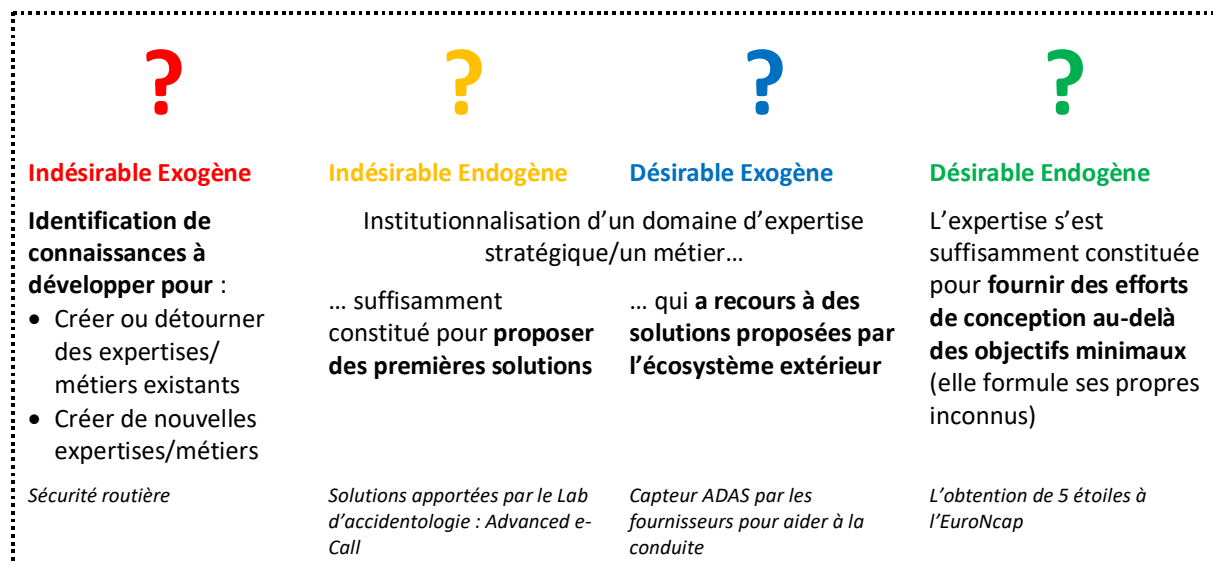 ? ? ? ?
Indésirable Exogène
Identification de
connaissances à
développer pour :
• Créer ou détourner
des expertises/
métiers existants
• Créer de nouvelles
expertises/métiers
Sécurité routière
Indésirable Endogène
Désirable Exogène
Institutionnalisation d’un domaine d’expertise
stratégique/un métier…
… suffisamment
constitué pour proposer
des premières solutions
Solutions apportées par le Lab
d’accidentologie : Advanced e-
Call
… qui a recours à des
solutions proposées par
l’écosystème extérieur
Capteur ADAS par les
fournisseurs pour aider à la
conduite
Désirable Endogène
L’expertise s’est
suffisamment constituée
pour fournir des efforts
de conception au-delà
des objectifs minimaux
(elle formule ses propres
inconnus)
L’obtention de 5 étoiles à
l’EuroNcap